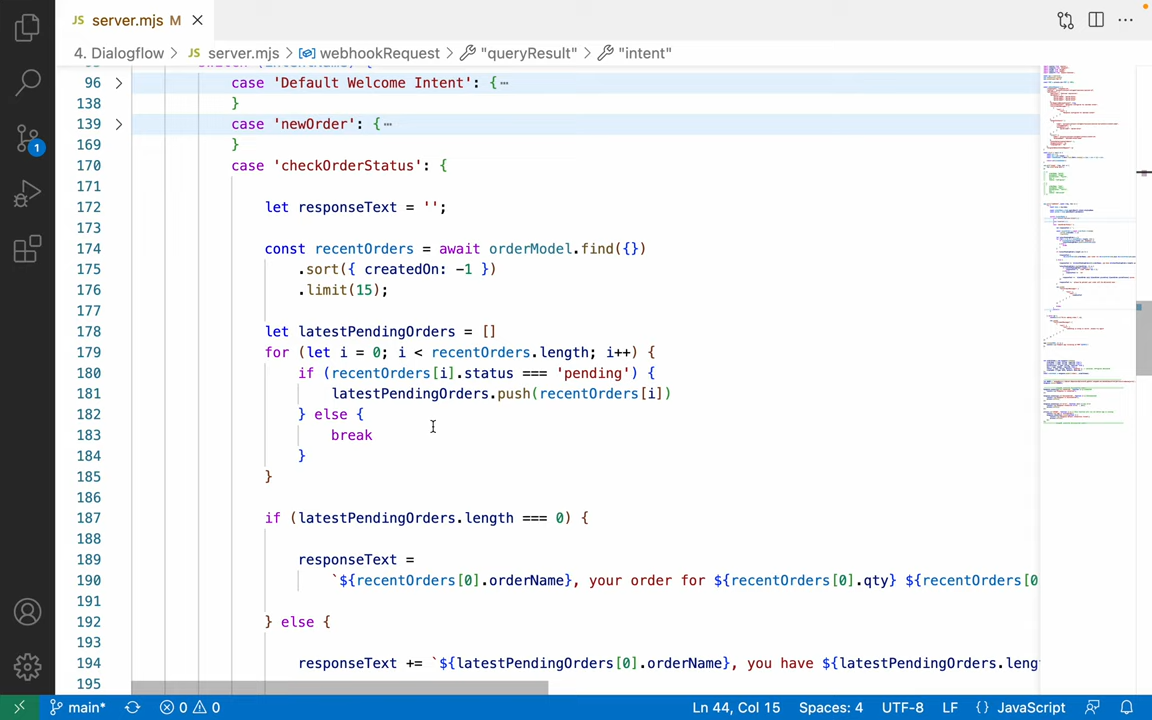 JS server.mjs M
4. Dialogflow > JS server.mjs > webhookRequest > "queryResult" > "intent"
96 case 'Default Welcome Intent': {
138 }
139 case 'newOrder': {
169 }
170 case 'checkOrderStatus': {
171
172 let responseText = '';
173
174 const recentOrders = await orderModel.find({})
175 .sort({ createdOn: -1 })
176 .limit(15);
177
178 let latestPendingOrders = []
179 for (let i = 0; i < recentOrders.length; i++) {
180 if (recentOrders[i].status === 'pending') {
181 latestPendingOrders.push(recentOrders[i])
182 } else {
183 break
184 }
185 }
186
187 if (latestPendingOrders.length === 0) {
188
189 responseText =
190 `${recentOrders[0].orderName}, your order for ${recentOrders[0].qty} ${recentOrders[0
191
192 } else {
193
194 responseText += `${latestPendingOrders[0].orderName}, you have ${latestPendingOrders.leng
195
1
main* 0 0 Ln 44, Col 15 Spaces: 4 UTF-8 LF {} JavaScript